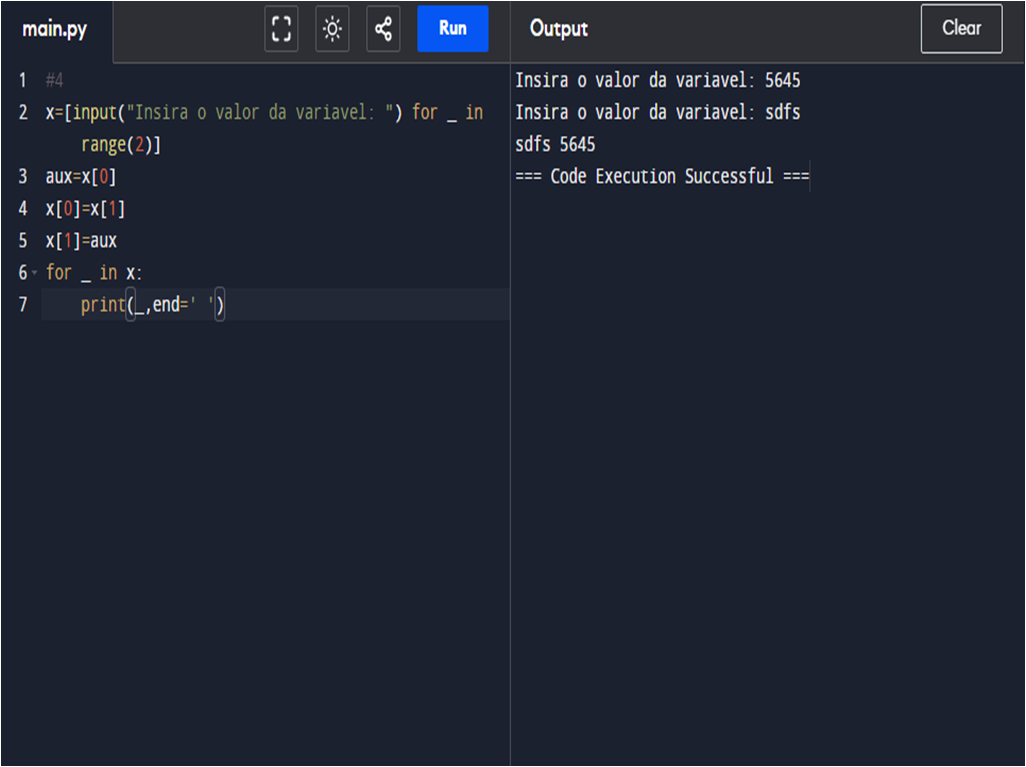 main.py
Run
1 #4
2 x=[input("Insira o valor da variavel: ") for _ in
range(2)]
3 aux=x[0]
4 x[0]=x[1]
5 x[1]=aux
6 for _ in x:
7 print(_,end=' ')
Output
Clear
Insira o valor da variavel: 5645
Insira o valor da variavel: sdfs
sdfs 5645
=== Code Execution Successful ===